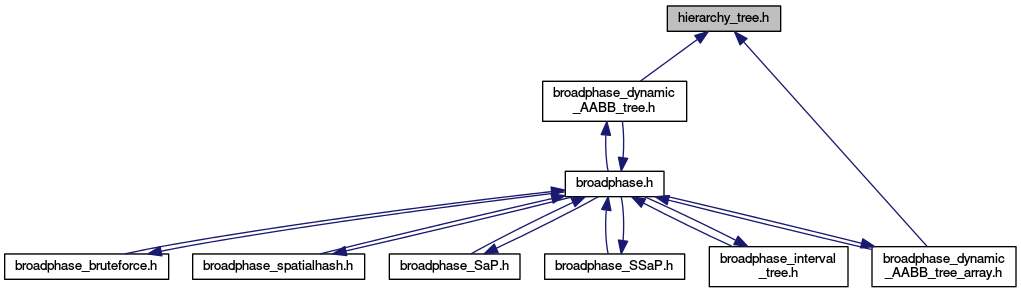 hierarchy_tree.h
broadphase_dynamic
_AABB_tree.h
broadphase.h
broadphase_bruteforce.h
broadphase_spatialhash.h
broadphase_SaP.h
broadphase_SSaP.h
broadphase_interval
_tree.h
broadphase_dynamic
_AABB_tree_array.h